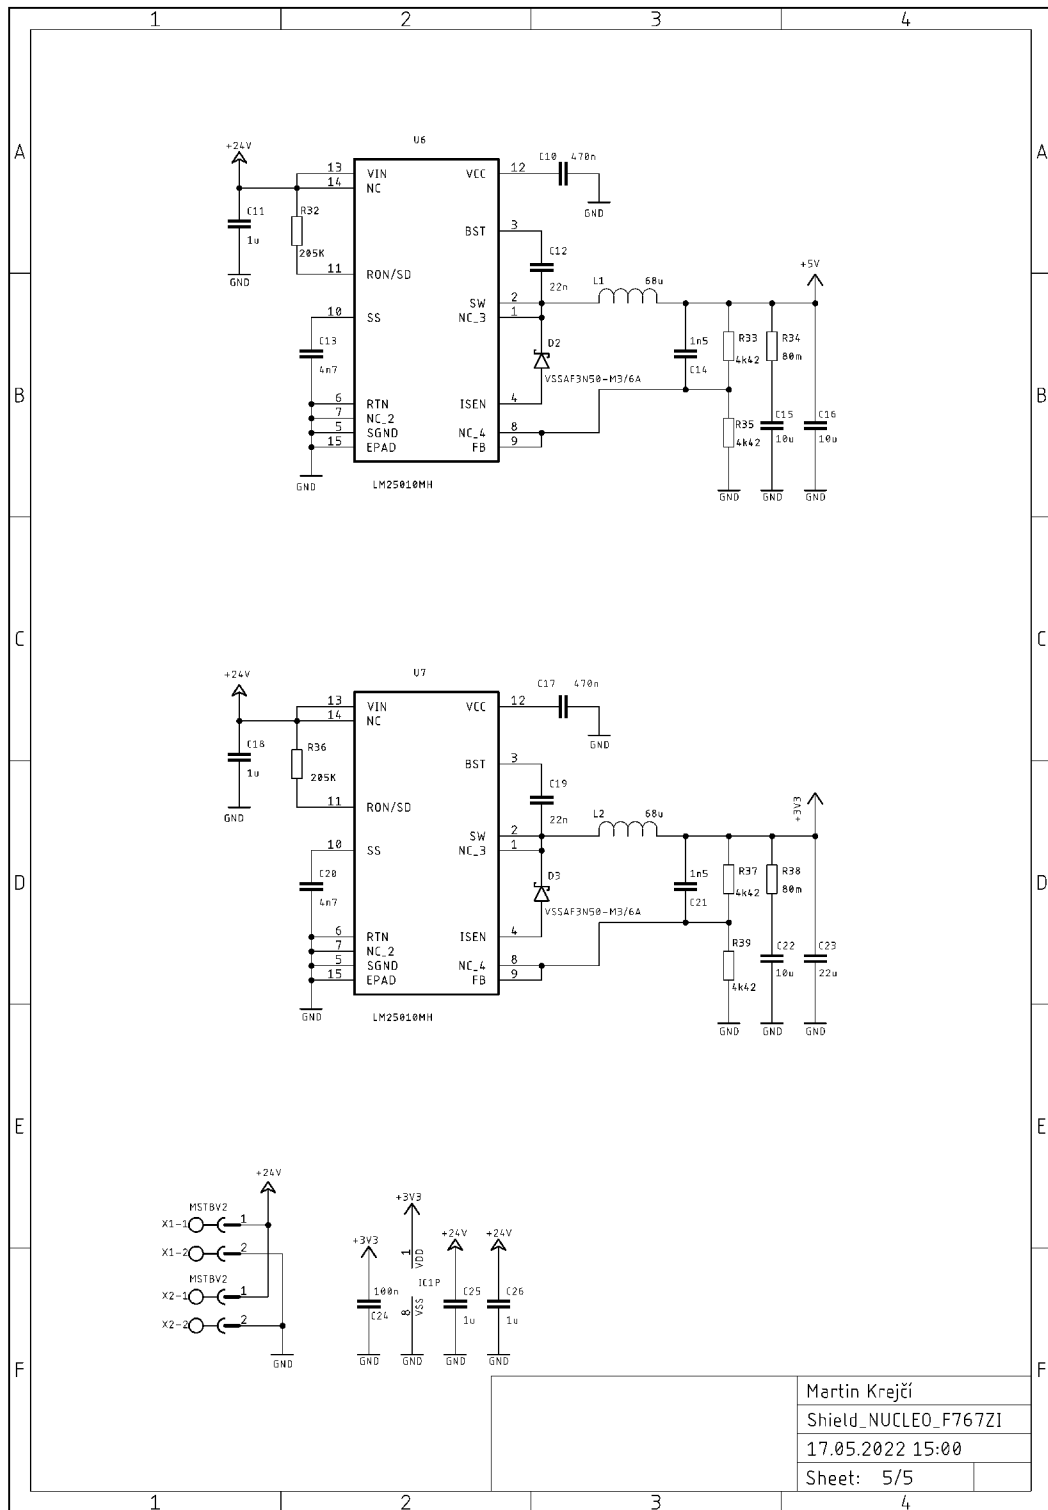 1 2 3 4
A A
U6
+24V
C10 470n
13 VIN VCC 12
14 NC
GND
C11 R32
1u 205K
BST 3
C12
22n
GND
11 RON/SD
+5V
L1 68u
SW 2
10 SS NC_3 1
C13
4n7
D2
VSSAF3N50-M3/6A
1n5
C14
R33
4k42
R34
80m
B B
6 RTN ISEN 4
7 NC_2
5 SGND NC_4 8
15 EPAD FB 9
R35
4k42
C15
10u
C16
10u
GND
LM25010MH
GND GND GND
C C
U7
+24V
C17 470n
13 VIN VCC 12
14 NC
GND
C18 R36
1u 205K
BST 3
C19
22n
GND
11 RON/SD
+3V3
L2 68u
SW 2
10 SS NC_3 1
C20
4n7
D3
VSSAF3N50-M3/6A
1n5
C21
R37
4k42
R38
80m
D D
6 RTN ISEN 4
7 NC_2
5 SGND NC_4 8
15 EPAD FB 9
R39
4k42
C22
10u
C23
22u
GND
LM25010MH
GND GND GND
E E
+24V
MSTBV2
X1-1 1
X1-2 2
MSTBV2
X2-1 1
X2-2 2
GND
+3V3
100n
C24
GND
+3V3
1 VDD
IC1P
8 VSS
GND
+24V
C25
1u
GND
+24V
C26
1u
GND
F F
Martin Krejčí
Shield_NUCLEO_F767ZI
17.05.2022 15:00
Sheet: 5/5
1 2 3 4